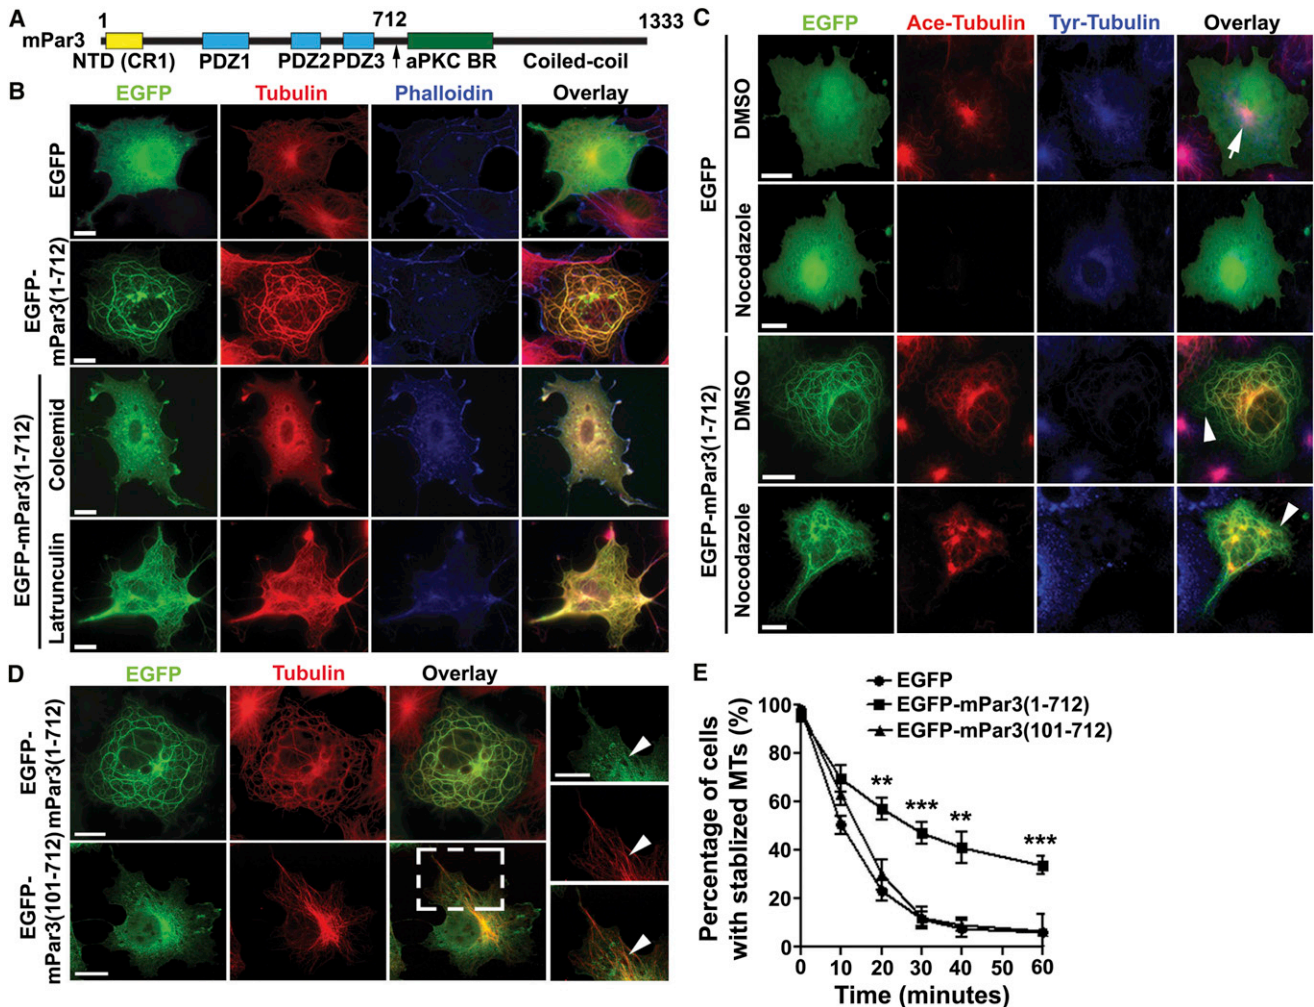 A
1
712
1333
mPar3
NTD (CR1)
PDZ1
PDZ2
PDZ3
aPKC BR
Coiled-coil
B
EGFP
Tubulin
Phalloidin
Overlay
EGFP
EGFP-
mPar3(1-712)
EGFP-mPar3(1-712)
Colcemid
Latrunculin
C
EGFP
Ace-Tubulin
Tyr-Tubulin
Overlay
EGFP
DMSO
Nocodazole
EGFP-mPar3(1-712)
DMSO
Nocodazole
D
EGFP
Tubulin
Overlay
EGFP-
mPar3(1-712)
EGFP-
mPar3(101-712)
E
EGFP
EGFP-mPar3(1-712)
EGFP-mPar3(101-712)
Percentage of cells
with stablized MTs (%)
100
80
60
40
20
0
**
***
**
***
0 10 20 30 40 50 60
Time (minutes)